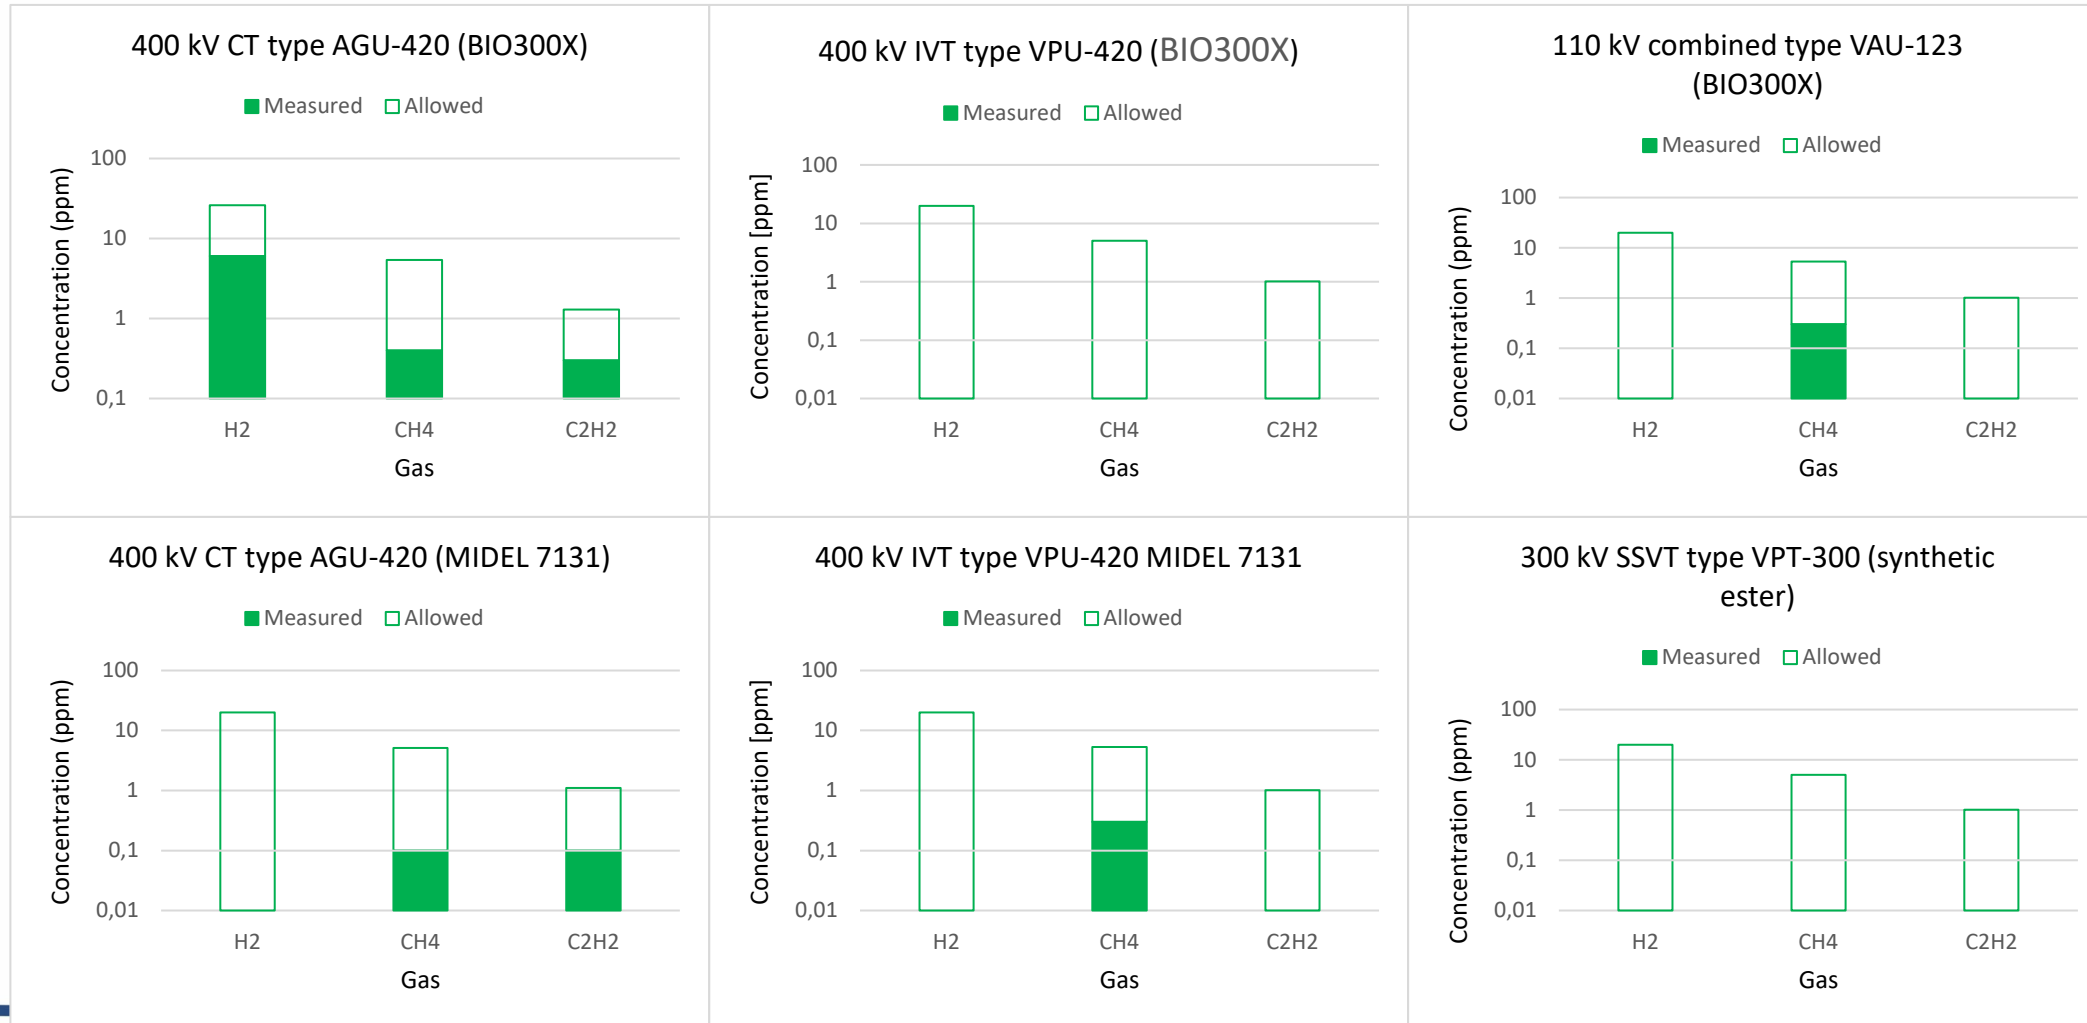 400 kV CT type AGU-420 (BIO300X)
Measured Allowed
Concentration (ppm)
100
10
1
0,1
H2 CH4 C2H2
Gas
400 kV IVT type VPU-420 (BIO300X)
Measured Allowed
Concentration [ppm]
100
10
1
0,1
0,01
H2 CH4 C2H2
Gas
110 kV combined type VAU-123
(BIO300X)
Measured Allowed
Concentration (ppm)
100
10
1
0,1
0,01
H2 CH4 C2H2
Gas
400 kV CT type AGU-420 (MIDEL 7131)
Measured Allowed
Concentration (ppm)
100
10
1
0,1
0,01
H2 CH4 C2H2
Gas
400 kV IVT type VPU-420 MIDEL 7131
Measured Allowed
Concentration [ppm]
100
10
1
0,1
0,01
H2 CH4 C2H2
Gas
300 kV SSVT type VPT-300 (synthetic
ester)
Measured Allowed
Concentration (ppm)
100
10
1
0,1
0,01
H2 CH4 C2H2
Gas